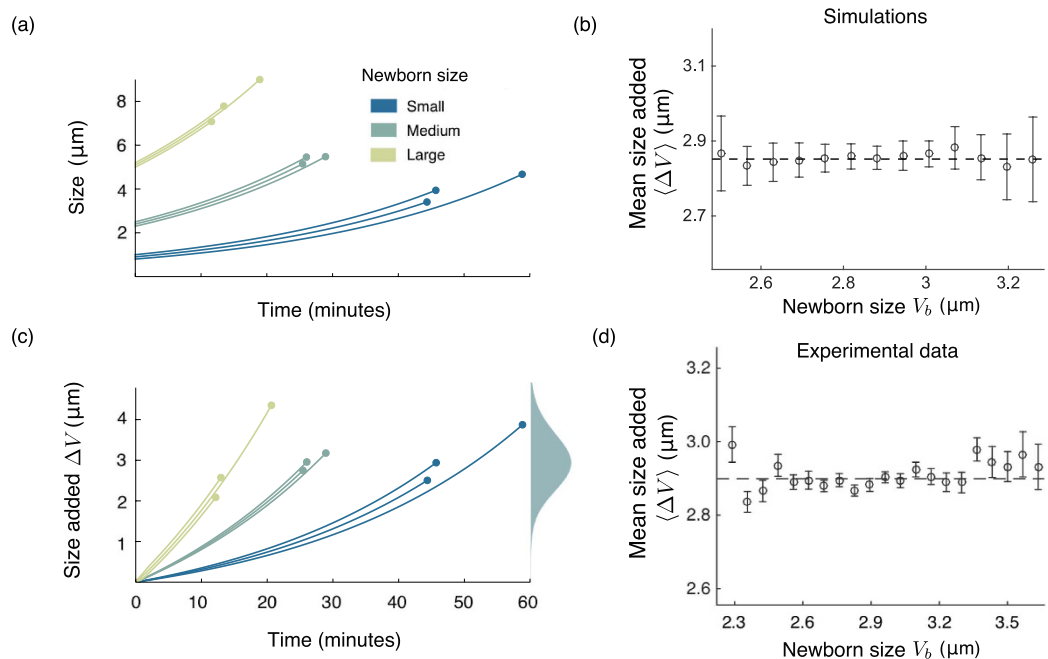 (a)
Size (μm)
8
6
4
2
Newborn size
Small
Medium
Large
Time (minutes)
(b)
Simulations
Mean size added
⟨ΔV⟩ (μm)
3.1
2.9
2.7
2.6 2.8 3 3.2
Newborn size V_b (μm)
(c)
Size added ΔV (μm)
4
3
2
1
0 10 20 30 40 50 60
Time (minutes)
(d)
Experimental data
Mean size added
⟨ΔV⟩ (μm)
3.2
3.0
2.8
2.6
2.3 2.6 2.9 3.2 3.5
Newborn size V_b (μm)